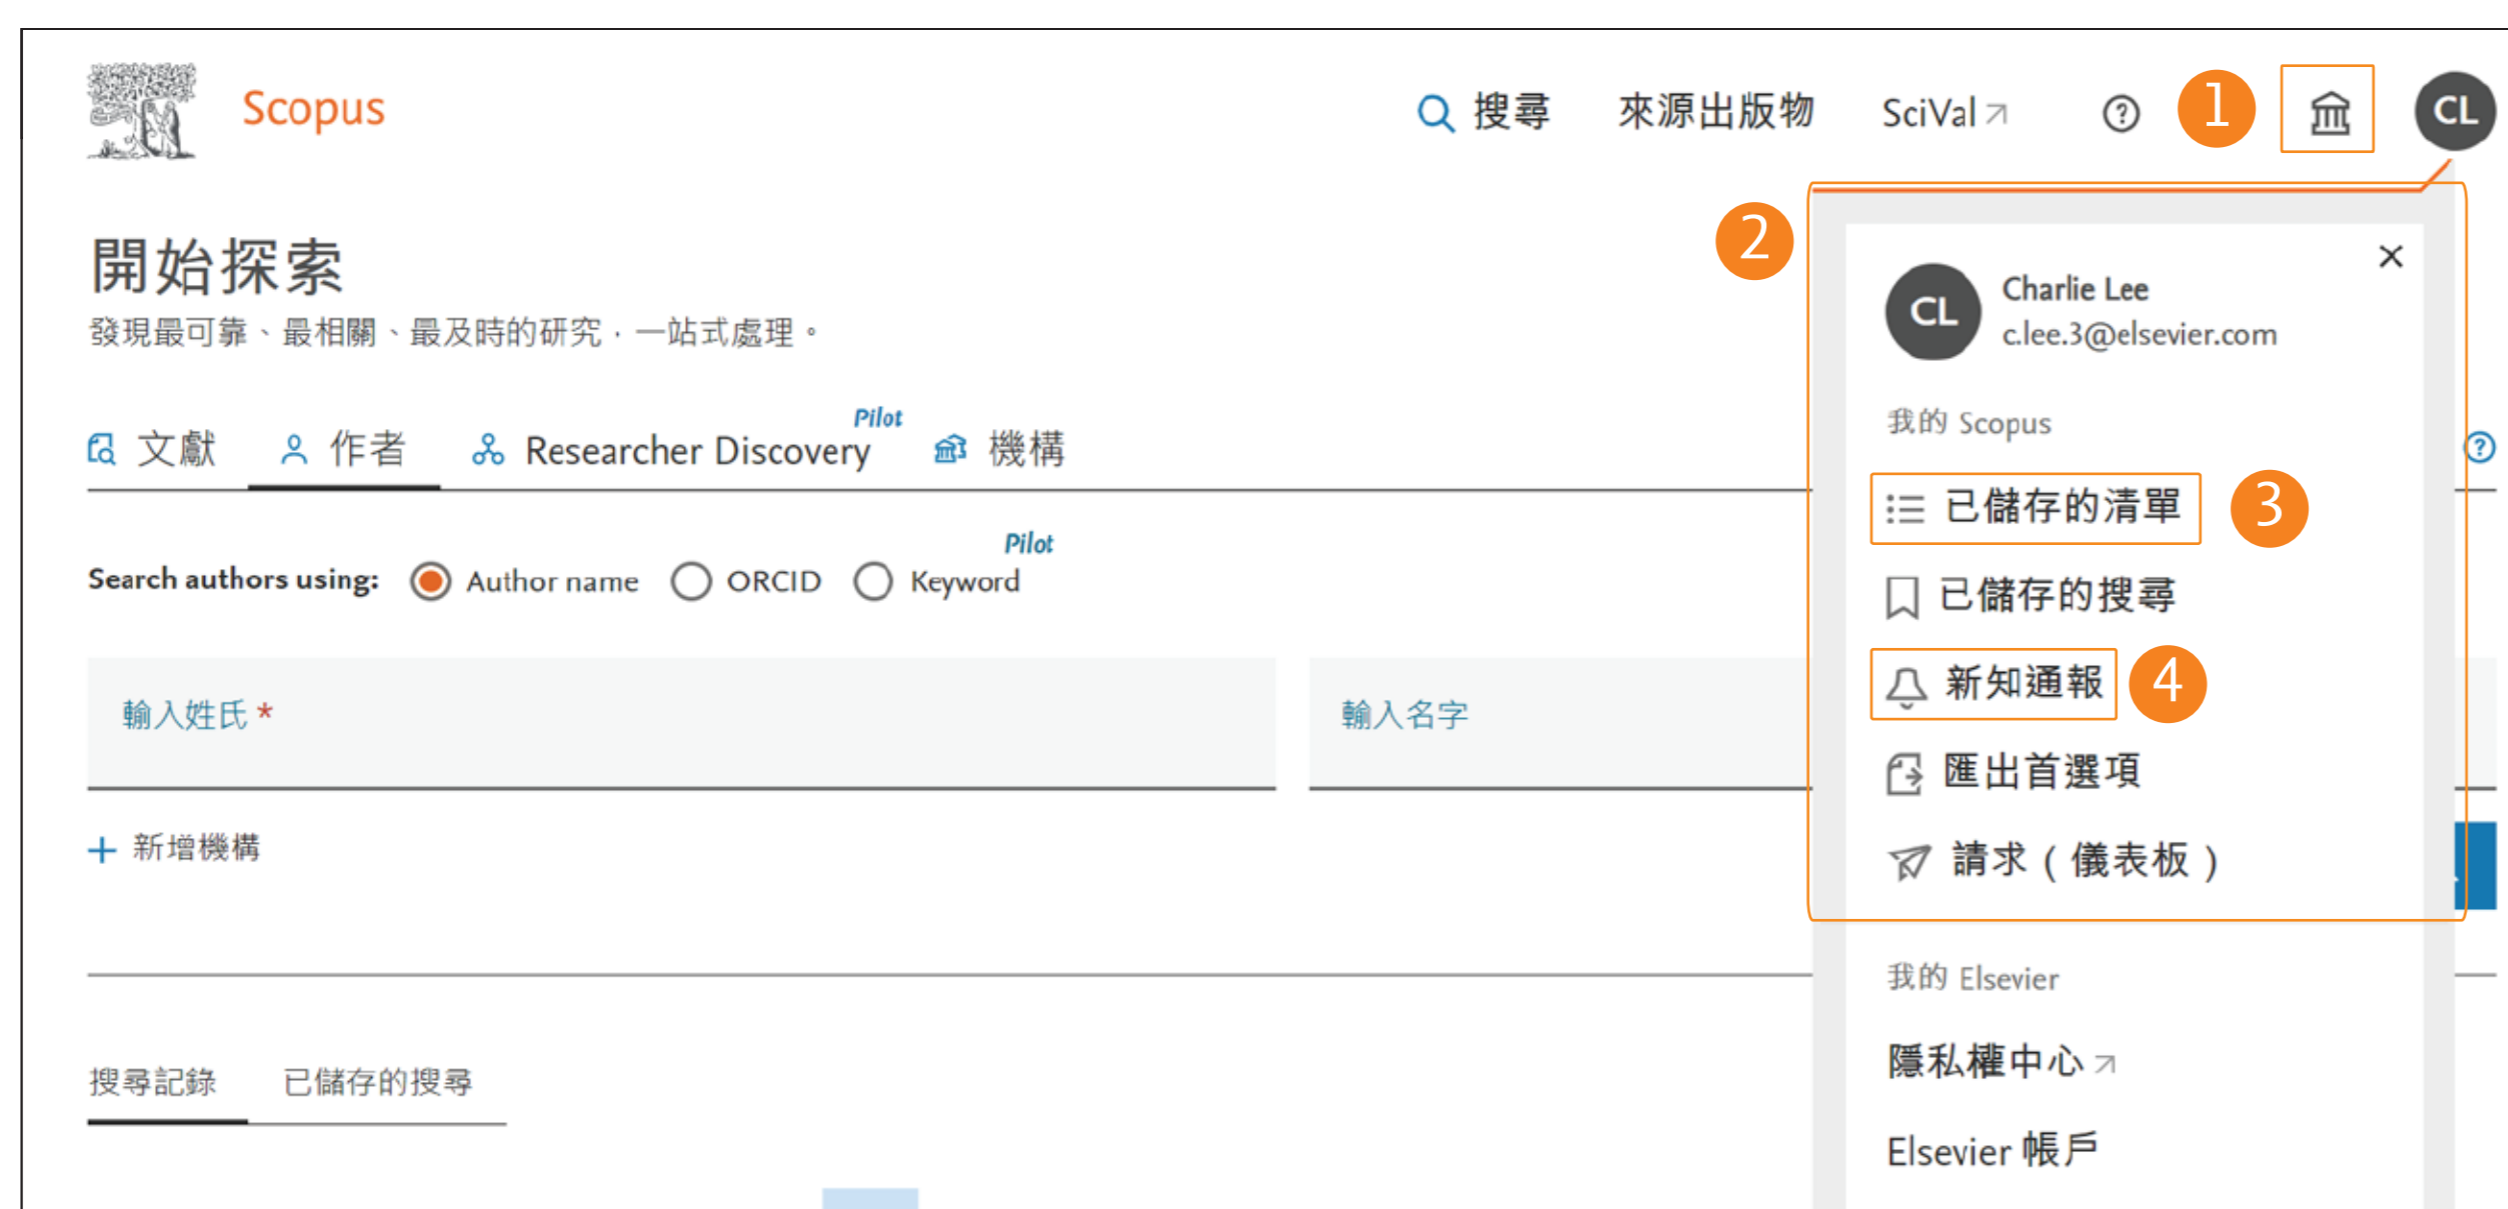 Scopus
搜尋 來源出版物 SciVal 1 CL
開始探索
發現最可靠、最相關、最及時的研究，一站式處理。
文獻 作者 Researcher Discovery Pilot 機構
Search authors using: Author name ORCID Keyword Pilot
輸入姓氏 * 輸入名字
+ 新增機構
搜尋記錄 已儲存的搜尋
2
CL Charlie Lee
c.lee.3@elsevier.com
我的 Scopus
已儲存的清單 3
已儲存的搜尋
新知通報 4
匯出首選項
請求（儀表板）
我的 Elsevier
隱私權中心
Elsevier 帳戶